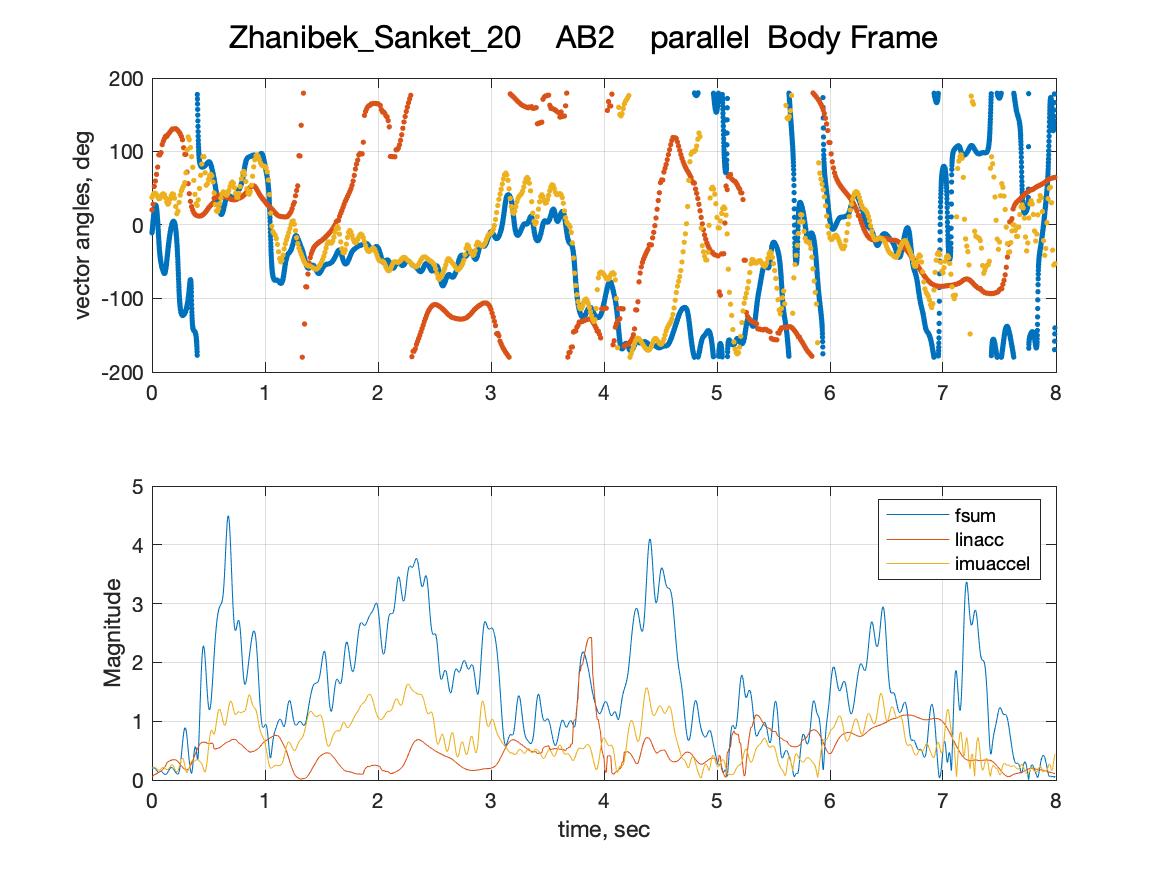 Zhanibek_Sanket_20 AB2 parallel Body Frame
vector angles, deg
200
100
0
-100
-200
0 1 2 3 4 5 6 7 8
Magnitude
5
4
3
2
1
0
fsum
linacc
imuaccel
0 1 2 3 4 5 6 7 8
time, sec